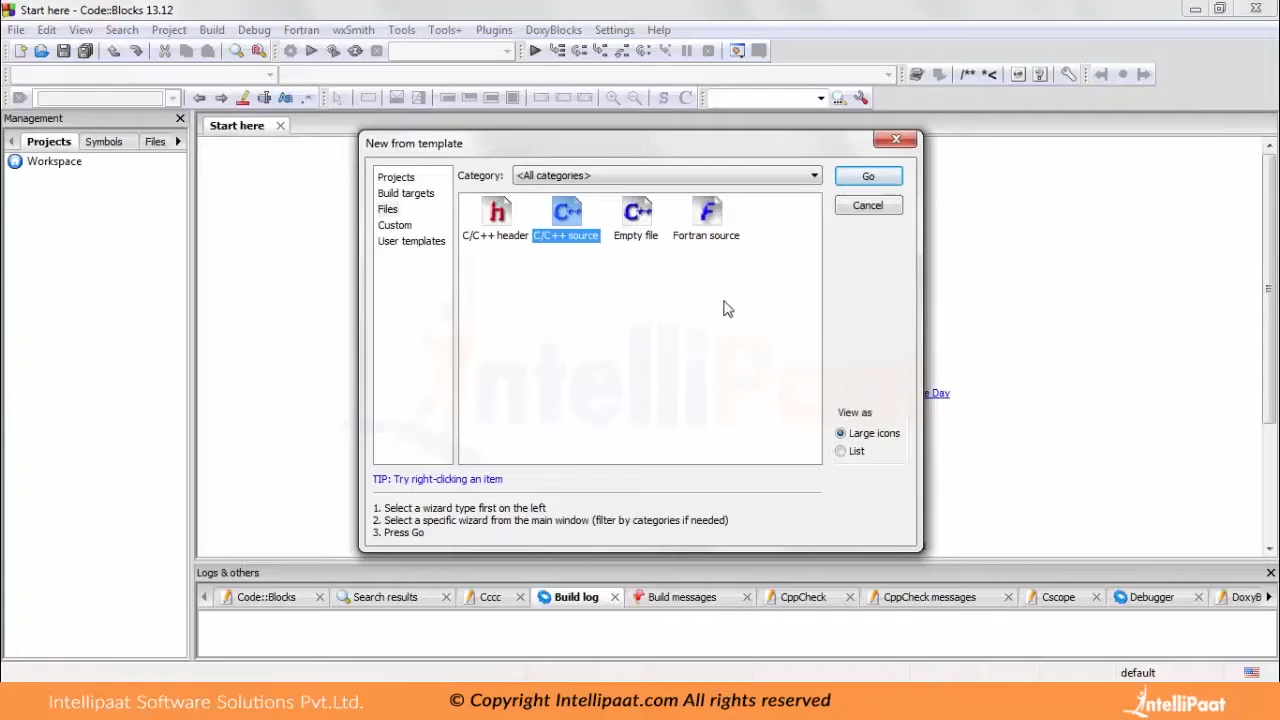 Start here - Code::Blocks 13.12
File Edit View Search Project Build Debug Fortran wxSmith Tools Tools+ Plugins DoxyBlocks Settings Help
/** *<
S C
Management
Projects Symbols Files
Workspace
Start here
New from template
Projects
Build targets
Files
Custom
User templates
Category: <All categories>
Go
Cancel
C/C++ header C/C++ source Empty file Fortran source
e Day
View as
Large icons
List
TIP: Try right-clicking an item
1. Select a wizard type first on the left
2. Select a specific wizard from the main window (filter by categories if needed)
3. Press Go
IntelliPaat
Logs & others
Code::Blocks Search results Cccc Build log Build messages CppCheck CppCheck messages Cscope Debugger DoxyB
default
Intellipaat Software Solutions Pvt.Ltd.
© Copyright Intellipaat.com All rights reserved
IntelliPaat